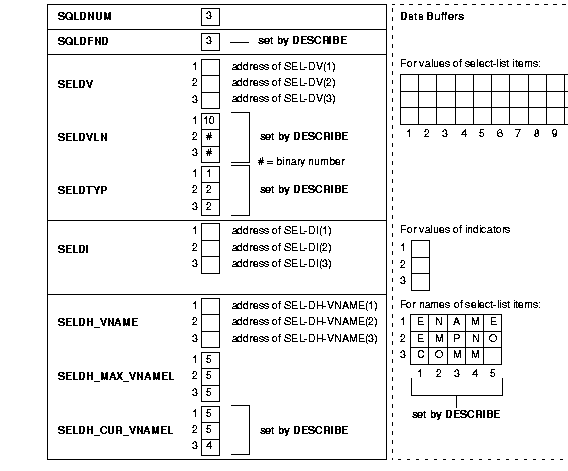 SQLDNUM 3 Data Buffers
SQLDFND 3 set by DESCRIBE
1 address of SEL-DV(1) For values of select-list items:
SELDV 2 address of SEL-DV(2)
3 address of SEL-DV(3)
1 2 3 4 5 6 7 8 9
1 10
SELDVLN 2 # set by DESCRIBE
3 #
# = binary number
1 1
SELDTYP 2 2 set by DESCRIBE
3 2
1 address of SEL-DI(1) For values of indicators
SELDI 2 address of SEL-DI(2) 1
3 address of SEL-DI(3) 2
3
For names of select-list items:
1 address of SEL-DH-VNAME(1) 1 E N A M E
SELDH_VNAME 2 address of SEL-DH-VNAME(2) 2 E M P N O
3 address of SEL-DH-VNAME(3) 3 C O M M
1 2 3 4 5
1 5
SELDH_MAX_VNAMEL 2 5
3 5
set by DESCRIBE
1 5
SELDH_CUR_VNAMEL 2 5 set by DESCRIBE
3 4